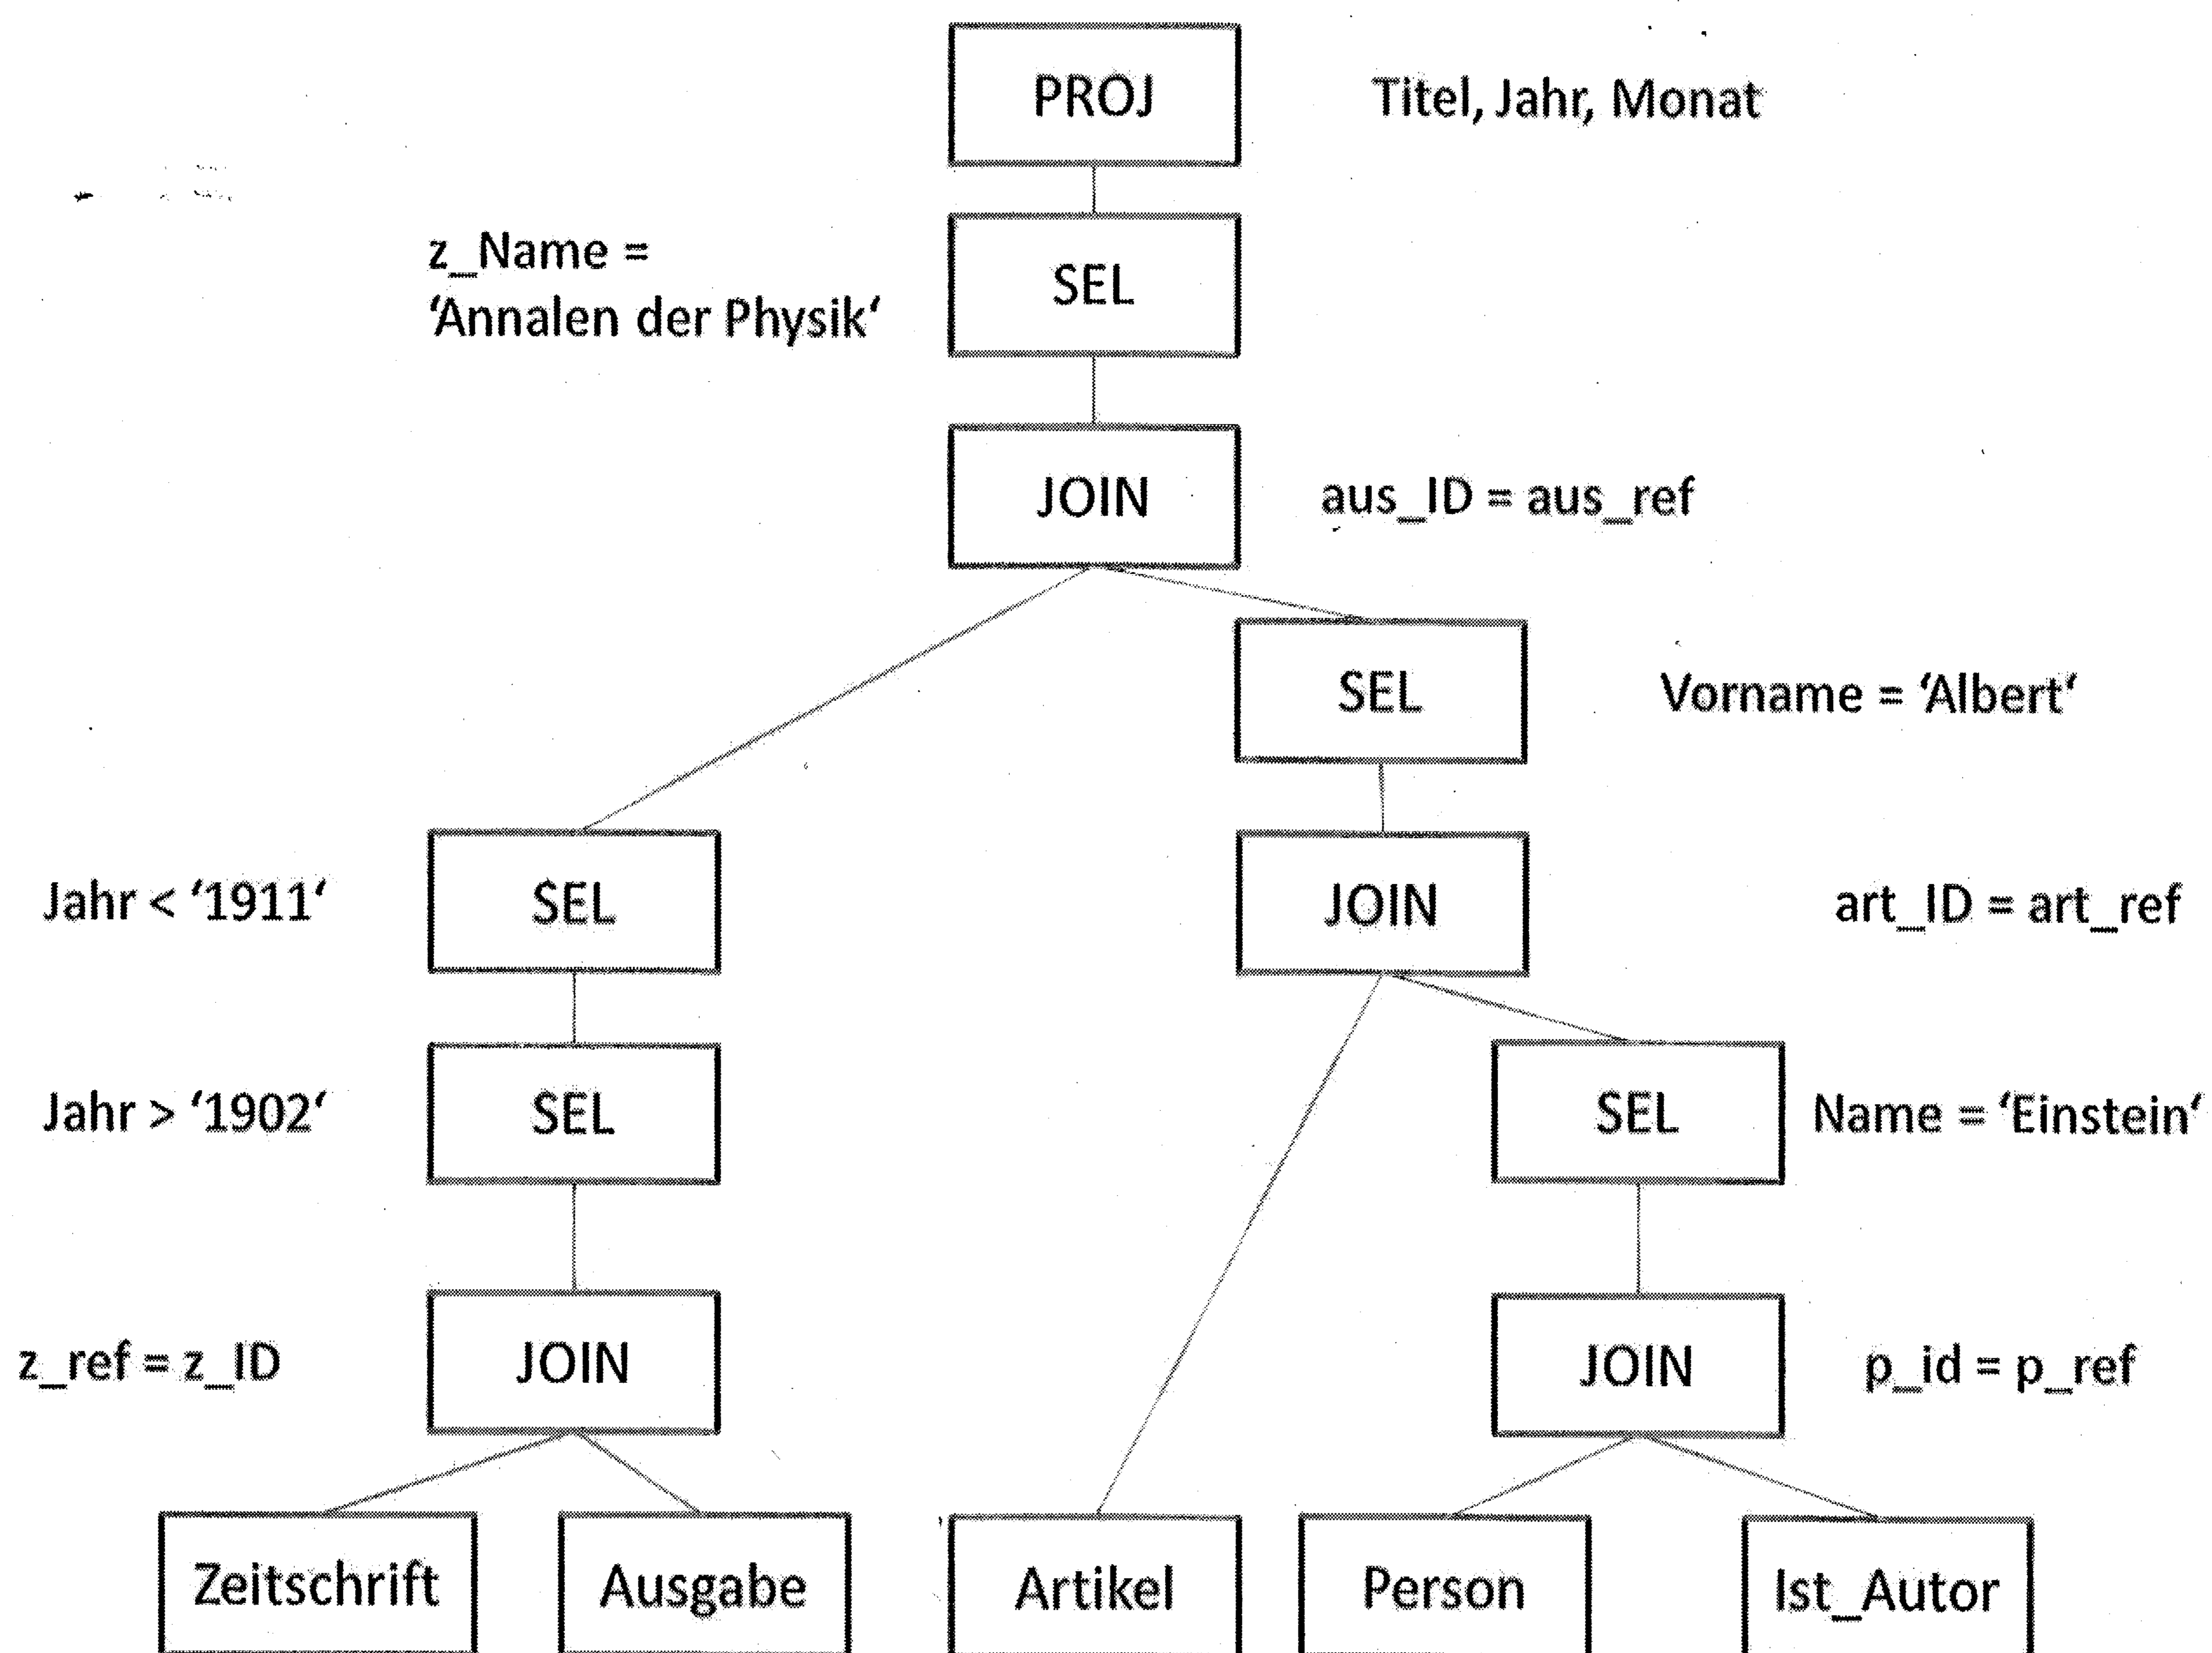 PROJ
Titel, Jahr, Monat
z_Name =
‘Annalen der Physik‘
SEL
JOIN
aus_ID = aus_ref
SEL
Vorname = ‘Albert‘
Jahr < ‘1911‘
SEL
JOIN
art_ID = art_ref
Jahr > ‘1902‘
SEL
SEL
Name = ‘Einstein‘
z_ref = z_ID
JOIN
JOIN
p_id = p_ref
Zeitschrift
Ausgabe
Artikel
Person
Ist_Autor